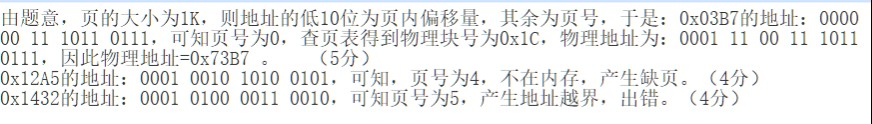 由题意，页的大小为1K，则地址的低10位为页内偏移量，其余为页号，于是：0x03B7的地址：0000
00 11 1011 0111，可知页号为0，查页表得到物理块号为0x1C，物理地址为：0001 11 00 11 1011
0111，因此物理地址=0x73B7 。 （5分）
0x12A5的地址：0001 0010 1010 0101，可知，页号为4，不在内存，产生缺页。（4分）
0x1432的地址：0001 0100 0011 0010，可知页号为5，产生地址越界，出错。（4分）